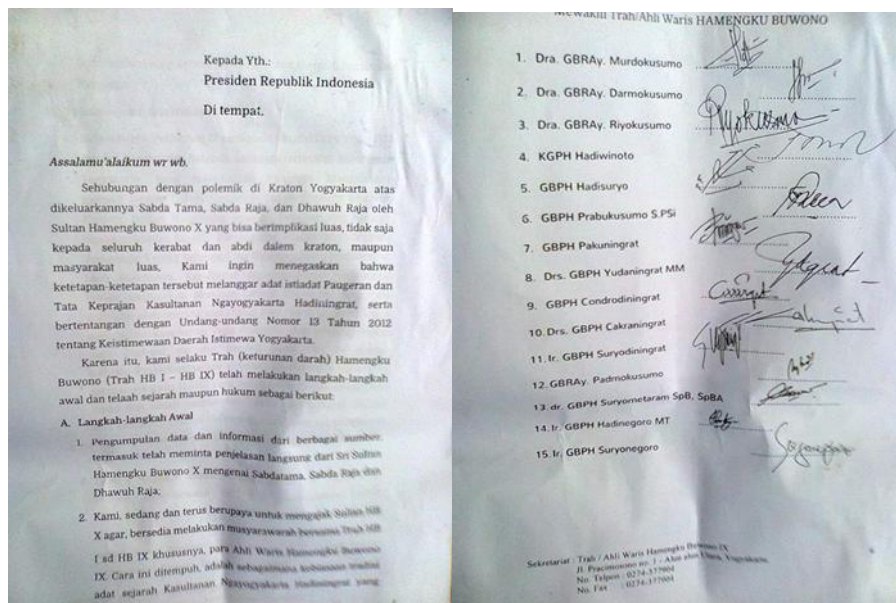 Kepada Yth.:
Presiden Republik Indonesia
Di tempat.
Assalamu'alaikum wr wb.
Sehubungan dengan polemik di Kraton Yogyakarta atas
dikeluarkannya Sabda Tama, Sabda Raja, dan Dhawuh Raja oleh
Sultan Hamengku Buwono X yang bisa berimplikasi luas, tidak saja
kepada seluruh kerabat dan abdi dalem kraton, maupun
masyarakat luas, Kami ingin menegaskan bahwa
ketetapan-ketetapan tersebut melanggar adat istiadat Paugeran dan
Tata Keprajan Kasultanan Ngayogyakarta Hadiningrat, serta
bertentangan dengan Undang-undang Nomor 13 Tahun 2012
tentang Keistimewaan Daerah Istimewa Yogyakarta.
Karena itu, kami selaku Trah (keturunan darah) Hamengku
Buwono (Trah HB I – HB IX) telah melakukan langkah-langkah
awal dan telaah sejarah maupun hukum sebagai berikut:
A. Langkah-langkah Awal
1. Pengumpulan data dan informasi dari berbagai sumber,
termasuk telah meminta penjelasan langsung dari Sri Sultan
Hamengku Buwono X mengenai Sabdatama, Sabda Raja dan
Dhawuh Raja;
2. Kami, sedang dan terus berupaya untuk mengajak Sultan HB
X agar, bersedia melakukan musyarawarah bersama Trah HB
I sd HB IX khususnya, para Ahli Waris Hamengku Buwono
IX. Cara ini ditempuh, adalah sebagaimana kebiasaan tradisi
adat sejarah Kasultanan Ngayogyakarta Hadiningrat yang
Mewakili Trah/Ahli Waris HAMENGKU BUWONO
1. Dra. GBRAy. Murdokusumo
2. Dra. GBRAy. Darmokusumo
3. Dra. GBRAy. Riyokusumo
4. KGPH Hadiwinoto
5. GBPH Hadisuryo
6. GBPH Prabukusumo S.PSi
7. GBPH Pakuningrat
8. Drs. GBPH Yudaningrat MM
9. GBPH Condrodiningrat
10. Drs. GBPH Cakraningrat
11. Ir. GBPH Suryodiningrat
12. GBRAy. Padmokusumo
13. dr. GBPH Suryometaram SpB, SpBA
14. Ir. GBPH Hadinegoro MT
15. Ir. GBPH Suryonegoro
Sekretariat : Trah / Ahli Waris Hamengku Buwono IX
Jl. Pracimosono no. 1 - Alun alun Utara, Yogyakarta
No. Telpon : 0274-377004
No. Fax : 0274-377004